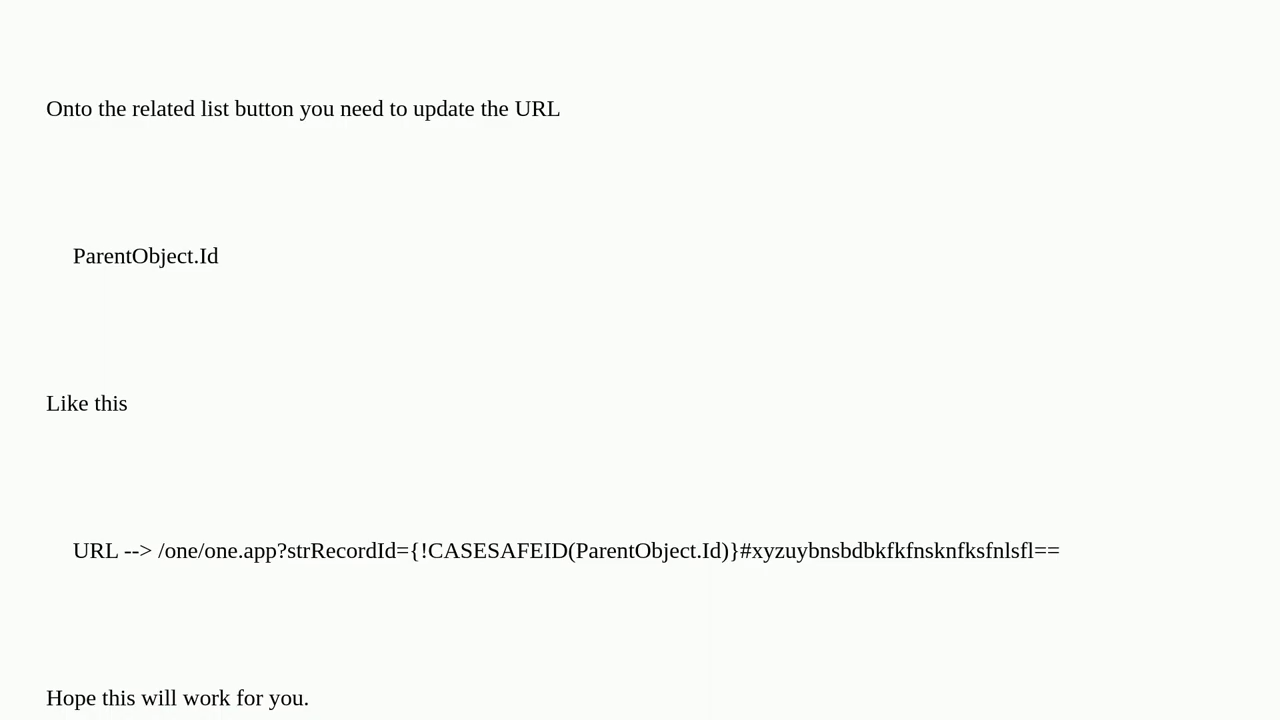 Onto the related list button you need to update the URL
ParentObject.Id
Like this
URL --> /one/one.app?strRecordId={!CASESAFEID(ParentObject.Id)}#xyzuybnsbdbkfkfnsknfksfnlsfl==
Hope this will work for you.